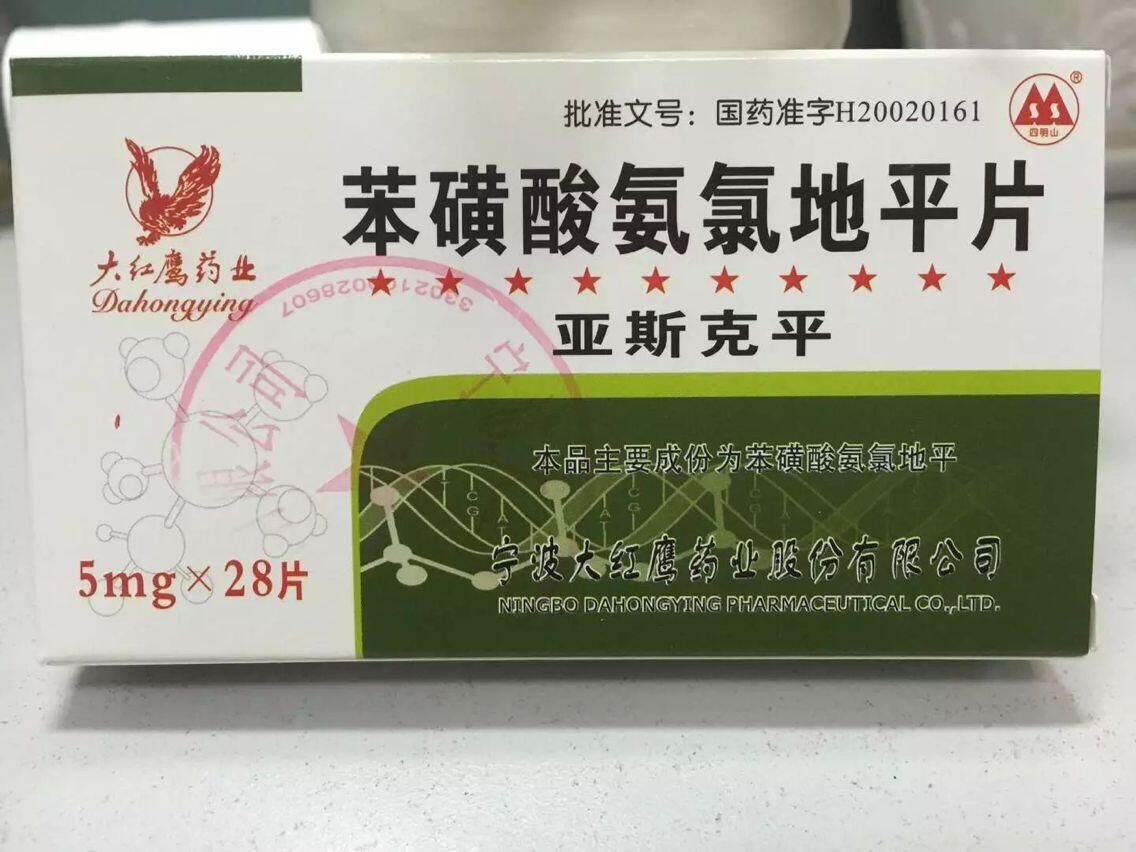 批准文号：国药准字H20020161
®
四明山
大红鹰药业
Dahongying
苯磺酸氨氯地平片
亚斯克平
本品主要成份为苯磺酸氨氯地平
5mg×28片
宁波大红鹰药业股份有限公司
NINGBO DAHONGYING PHARMACEUTICAL CO.,LTD.